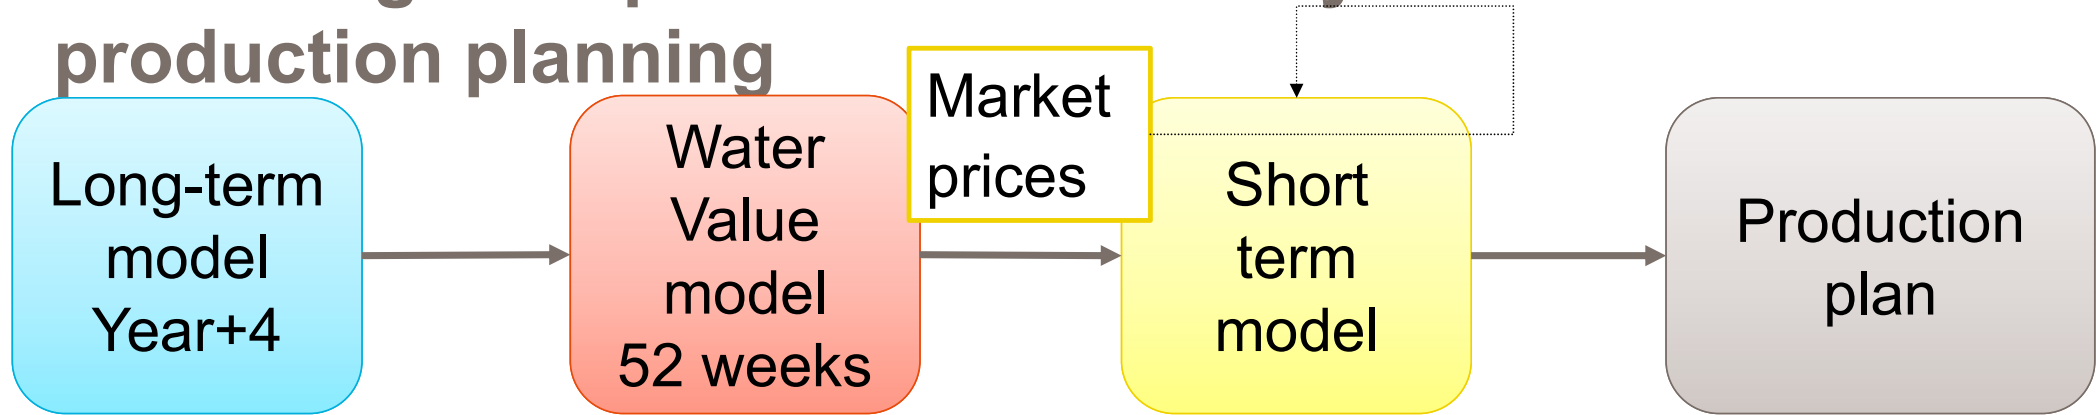 production planning
Market
prices
Long-term
model
Year+4
Water
Value
model
52 weeks
Short
term
model
Production
plan